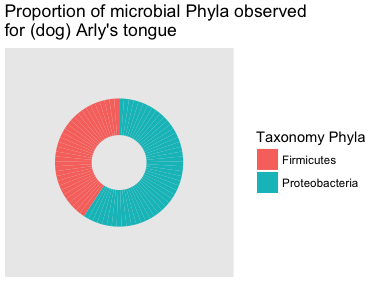 Proportion of microbial Phyla observed
for (dog) Arly's tongue
Taxonomy Phyla
Firmicutes
Proteobacteria